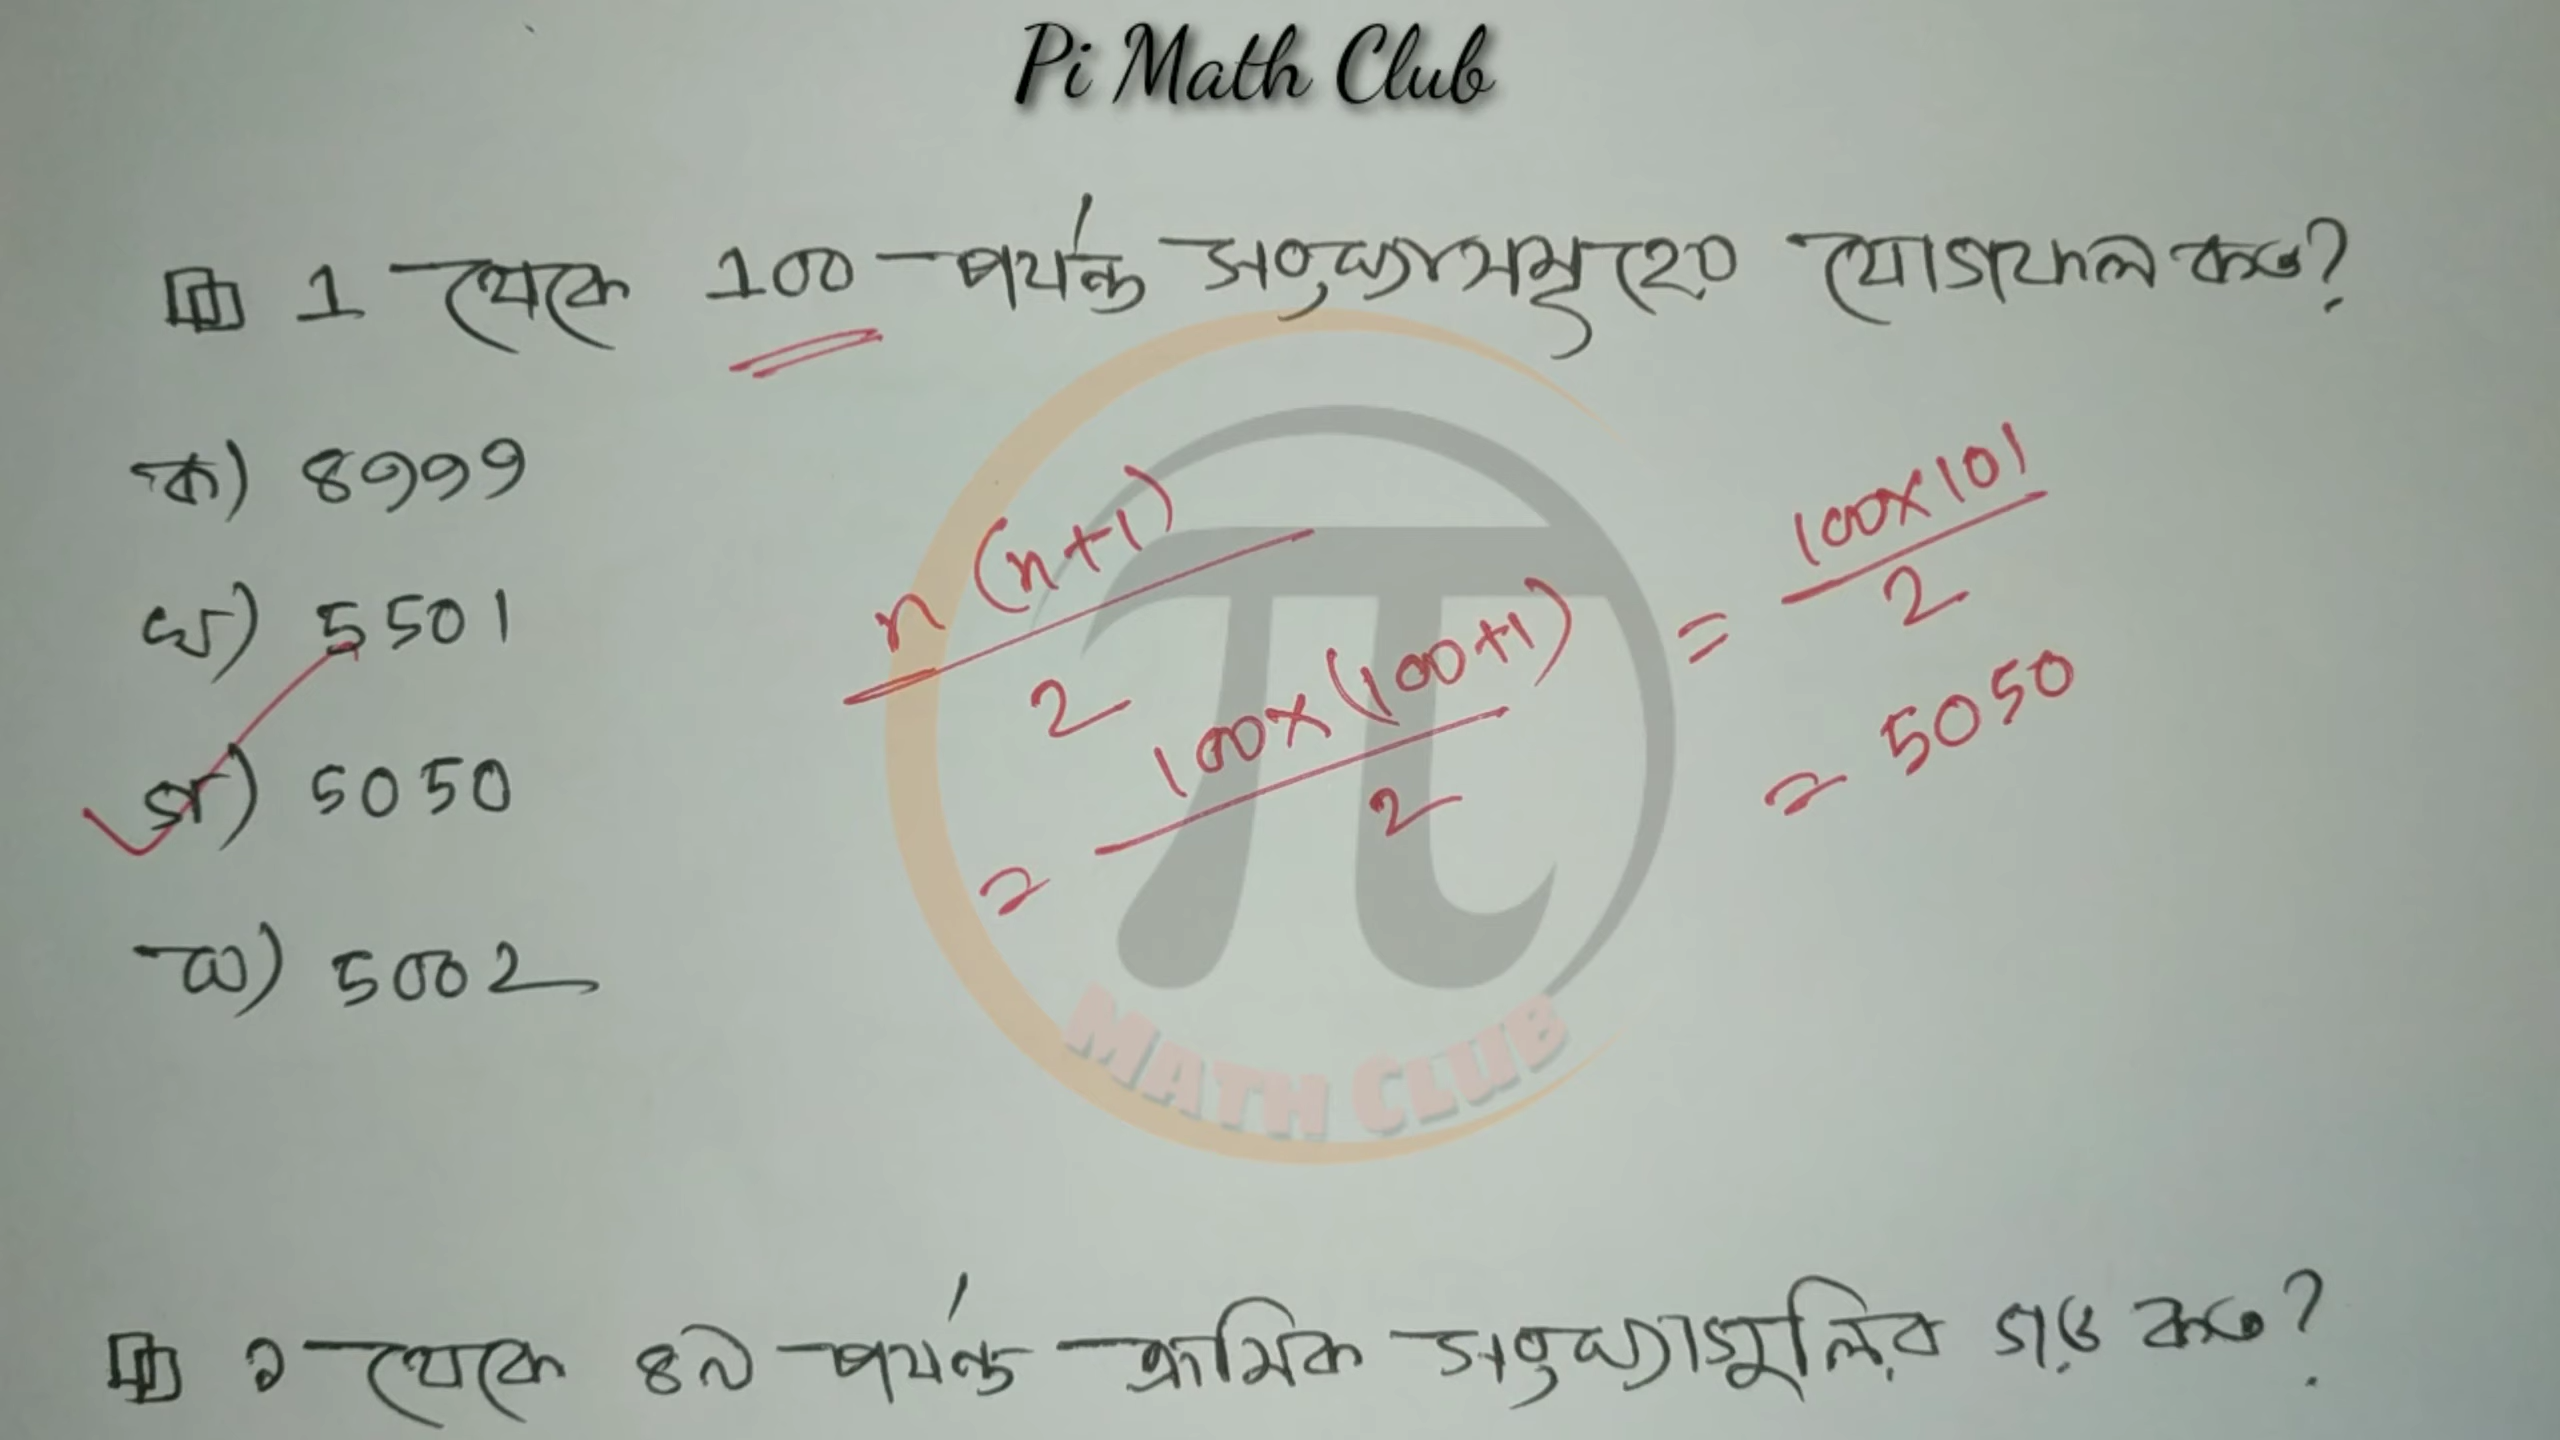 Pi Math Club
1 থেকে 100 পর্যন্ত সংখ্যাসমূহের যোগফল কত?
ক) 4999
খ) 5501
গ) 5050
ঘ) 5002
n(n+1)
2
= 100×(100+1)
2
= 100×101
2
= 5050
MATH CLUB
১ থেকে ৪৯ পর্যন্ত ক্রমিক সংখ্যাগুলির গড় কত?